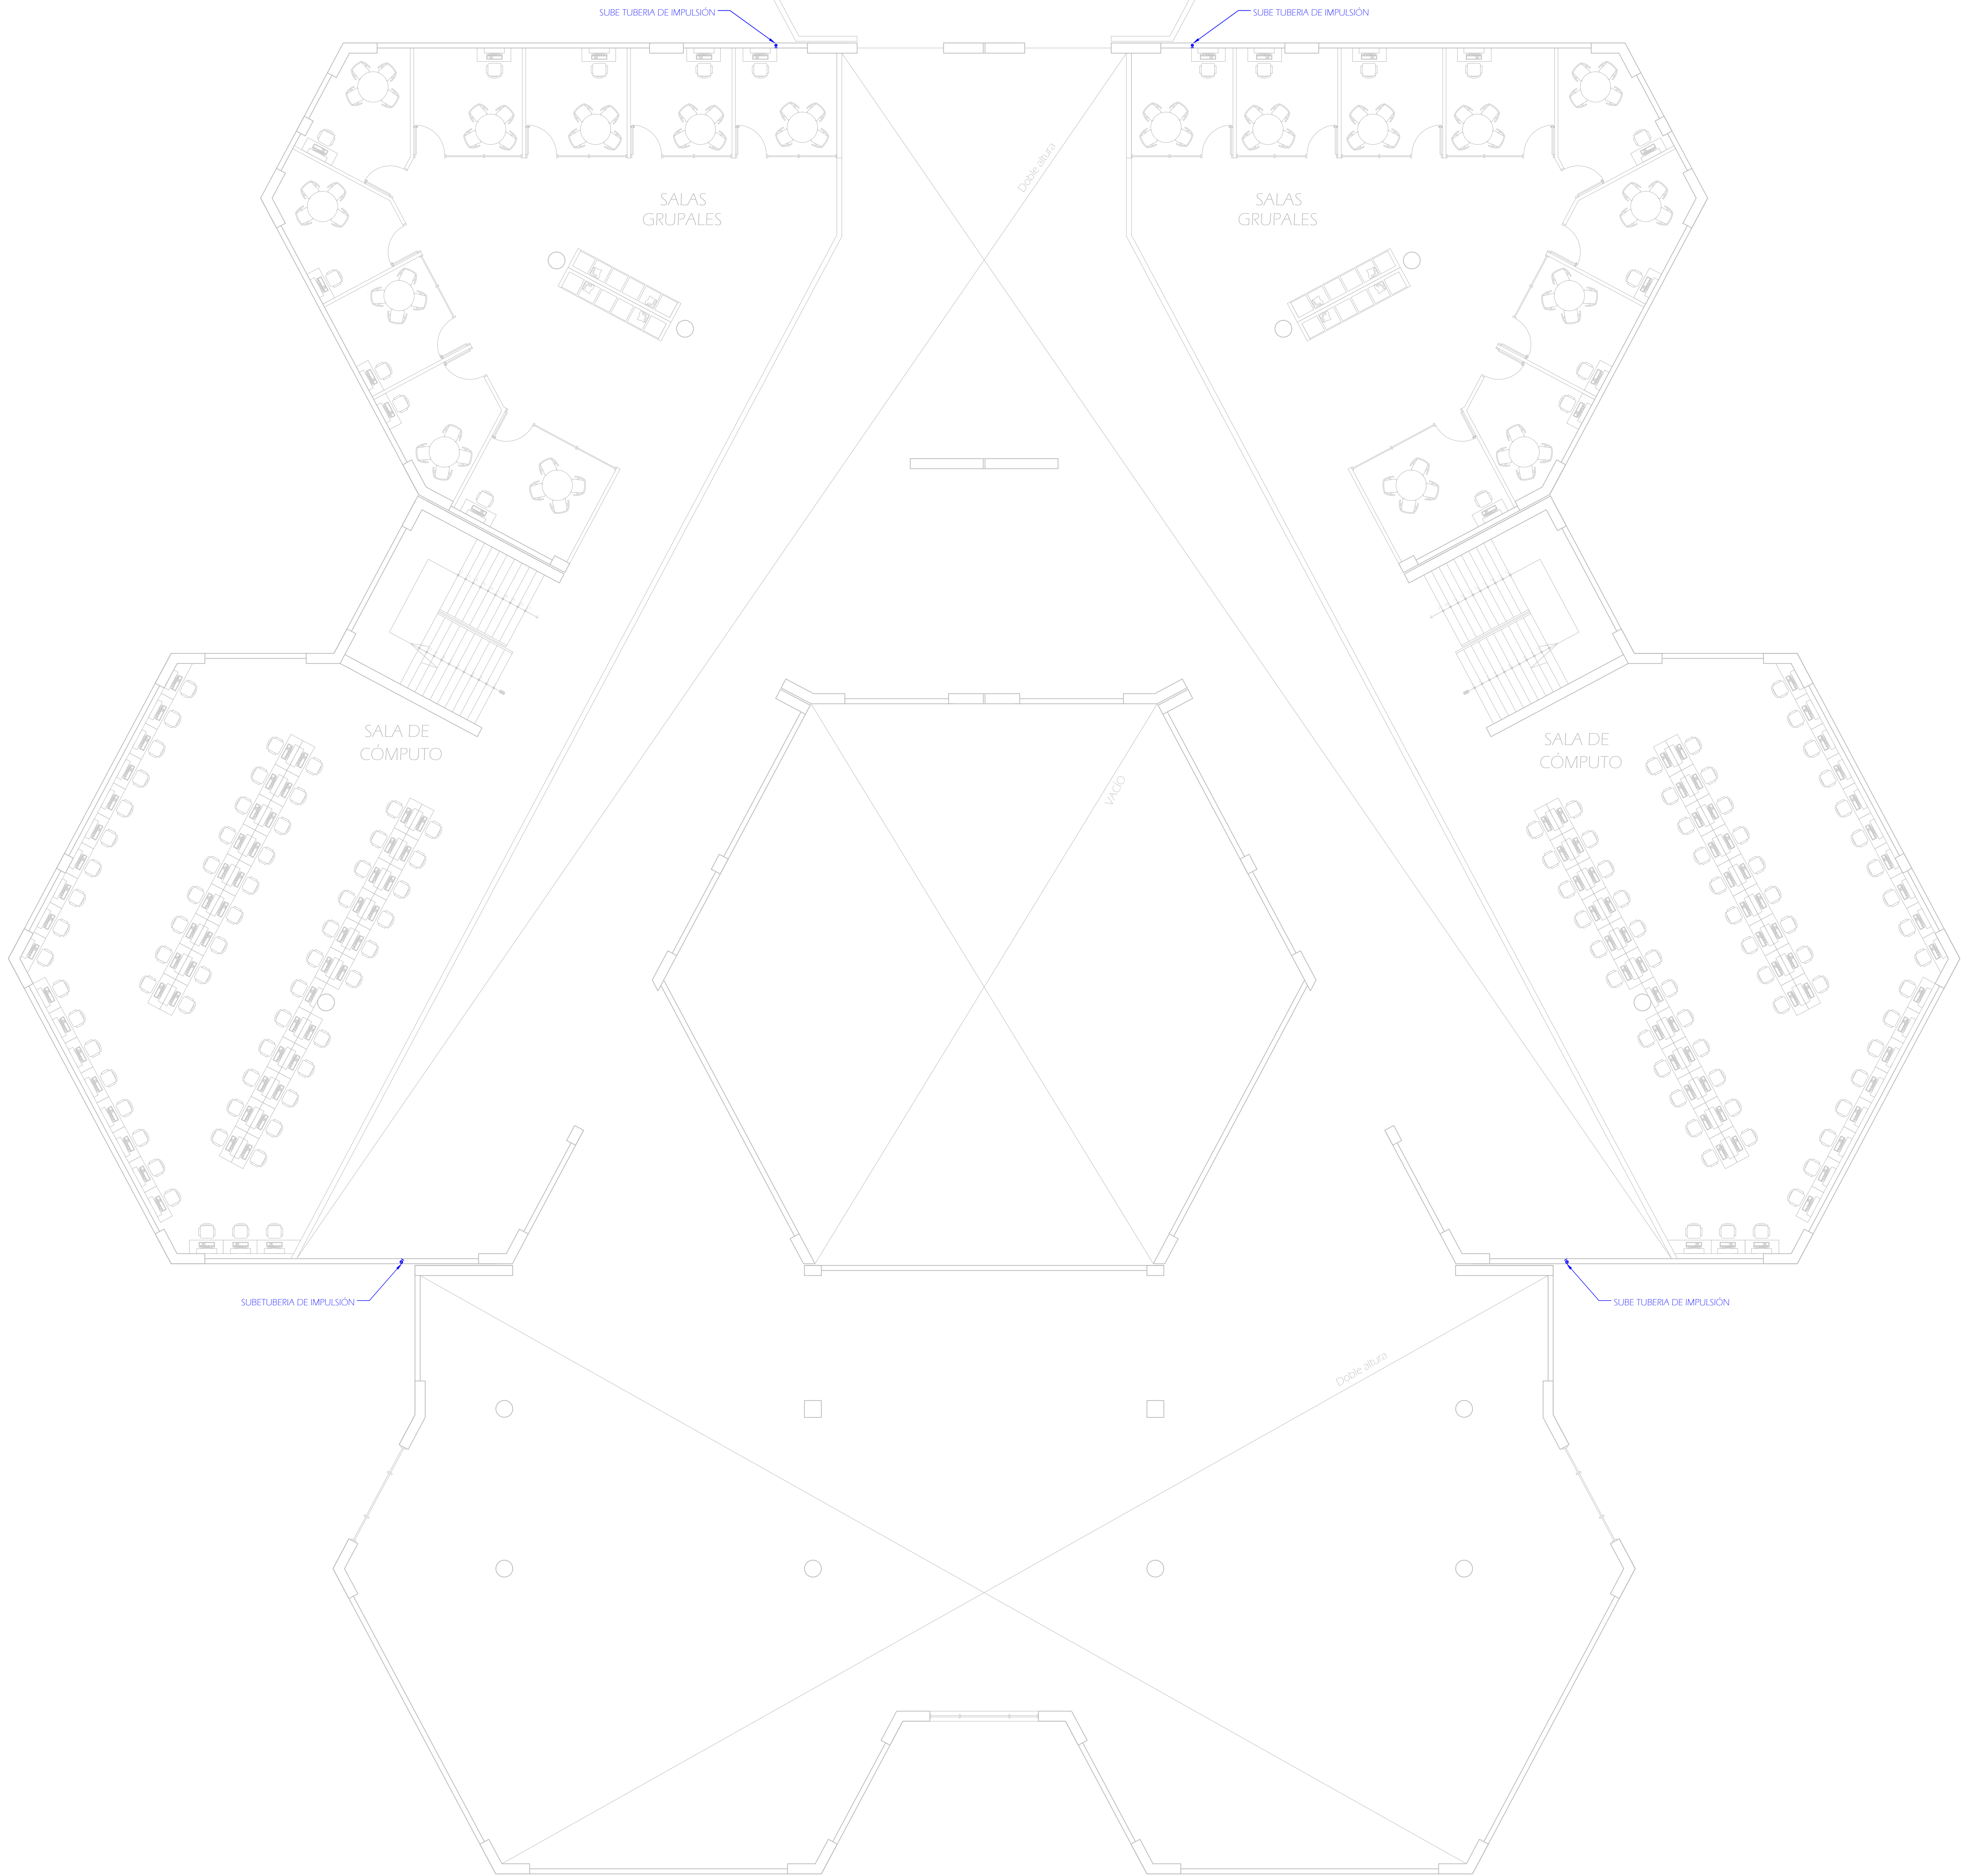 SUBE TUBERIA DE IMPULSIÓN
SUBE TUBERIA DE IMPULSIÓN
Doble altura
SALAS
GRUPALES
SALAS
GRUPALES
SALA DE
CÓMPUTO
SALA DE
CÓMPUTO
VACIO
SUBETUBERIA DE IMPULSIÓN
SUBE TUBERIA DE IMPULSIÓN
Doble altura